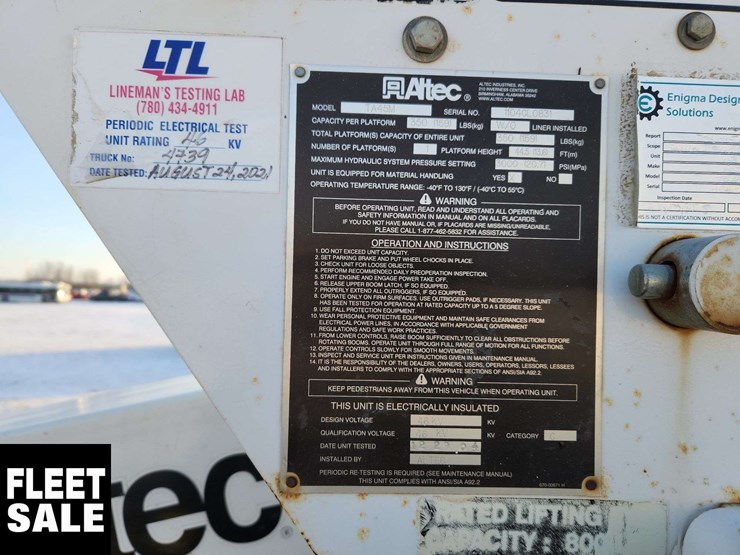 LTL
LINEMAN'S TESTING LAB
(780) 434-4911
PERIODIC ELECTRICAL TEST
UNIT RATING 46 KV
TRUCK No: 4739
DATE TESTED: AUGUST 24, 2021
Altec
ALTEC INDUSTRIES, INC.
210 INVERNESS CENTER DRIVE
BIRMINGHAM, ALABAMA 35242
WWW.ALTEC.COM
MODEL TA45M SERIAL NO.
CAPACITY PER PLATFORM LBS(kg) LINER INSTALLED
TOTAL PLATFORM(S) CAPACITY OF ENTIRE UNIT LBS(kg)
NUMBER OF PLATFORM(S) 1 PLATFORM HEIGHT FT(m)
MAXIMUM HYDRAULIC SYSTEM PRESSURE SETTING PSI(MPa)
UNIT IS EQUIPPED FOR MATERIAL HANDLING YES NO
OPERATING TEMPERATURE RANGE: -40°F TO 130°F / (-40°C TO 55°C)
WARNING
BEFORE OPERATING UNIT, READ AND UNDERSTAND ALL OPERATING AND
SAFETY INFORMATION IN MANUAL AND ON ALL PLACARDS.
IF YOU DO NOT HAVE MANUAL OR, IF PLACARDS ARE MISSING/UNREADABLE,
PLEASE CALL 1-877-462-5832 FOR ASSISTANCE.
OPERATION AND INSTRUCTIONS
1. DO NOT EXCEED UNIT CAPACITY.
2. SET PARKING BRAKE AND PUT WHEEL CHOCKS IN PLACE.
3. CHECK UNIT FOR LOOSE OBJECTS.
4. PERFORM RECOMMENDED DAILY PREOPERATION INSPECTION.
5. START ENGINE AND ENGAGE POWER TAKE OFF.
6. RELEASE UPPER BOOM LATCH, IF SO EQUIPPED.
7. PROPERLY EXTEND ALL OUTRIGGERS, IF SO EQUIPPED.
8. OPERATE ONLY ON FIRM SURFACES. USE OUTRIGGER PADS, IF NECESSARY. THIS UNIT
HAS BEEN TESTED FOR OPERATION AT RATED CAPACITY UP TO A 5 DEGREE SLOPE.
9. USE FALL PROTECTION EQUIPMENT.
10. WEAR PERSONAL PROTECTIVE EQUIPMENT AND MAINTAIN SAFE CLEARANCES FROM
ELECTRICAL POWER LINES, IN ACCORDANCE WITH APPLICABLE GOVERNMENT
REGULATIONS AND SAFE WORK PRACTICES.
11. FROM LOWER CONTROLS, RAISE BOOM SUFFICIENTLY TO CLEAR ALL OBSTRUCTIONS BEFORE
ROTATING BOOMS. OPERATE UNIT THROUGH FULL RANGE OF MOTION FOR ALL FUNCTIONS.
12. OPERATE CONTROLS SLOWLY FOR SMOOTH MOVEMENTS.
13. INSPECT AND SERVICE UNIT PER INSTRUCTIONS GIVEN IN MAINTENANCE MANUAL.
14. IT IS THE RESPONSIBILITY OF THE DEALERS, OWNERS, USERS, OPERATORS, LESSORS, LESSEES
AND INSTALLERS TO COMPLY WITH THE APPROPRIATE SECTIONS OF ANSI/SIA A92.2.
WARNING
KEEP PEDESTRIANS AWAY FROM THIS VEHICLE WHEN OPERATING UNIT.
THIS UNIT IS ELECTRICALLY INSULATED
DESIGN VOLTAGE KV
QUALIFICATION VOLTAGE KV CATEGORY
DATE UNIT TESTED
INSTALLED BY
PERIODIC RE-TESTING IS REQUIRED (SEE MAINTENANCE MANUAL)
THIS UNIT COMPLIES WITH ANSI/SIA A92.2
Enigma Design
Solutions
Report
Scope
Unit
Make
Model
Serial
Inspection Date
THIS IS NOT A CERTIFICATION WITHOUT ACCOM
RATED LIFTING
CAPACITY: 800
tec
FLEET
SALE